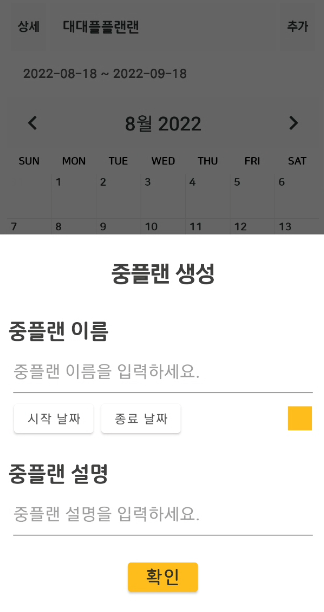 상세 대대플플랜랜 추가
2022-08-18 ~ 2022-09-18
8월 2022
SUN MON TUE WED THU FRI SAT
1 2 3 4 5 6
7 8 9 10 11 12 13
중플랜 생성
중플랜 이름
중플랜 이름을 입력하세요.
시작 날짜 종료 날짜
중플랜 설명
중플랜 설명을 입력하세요.
확인